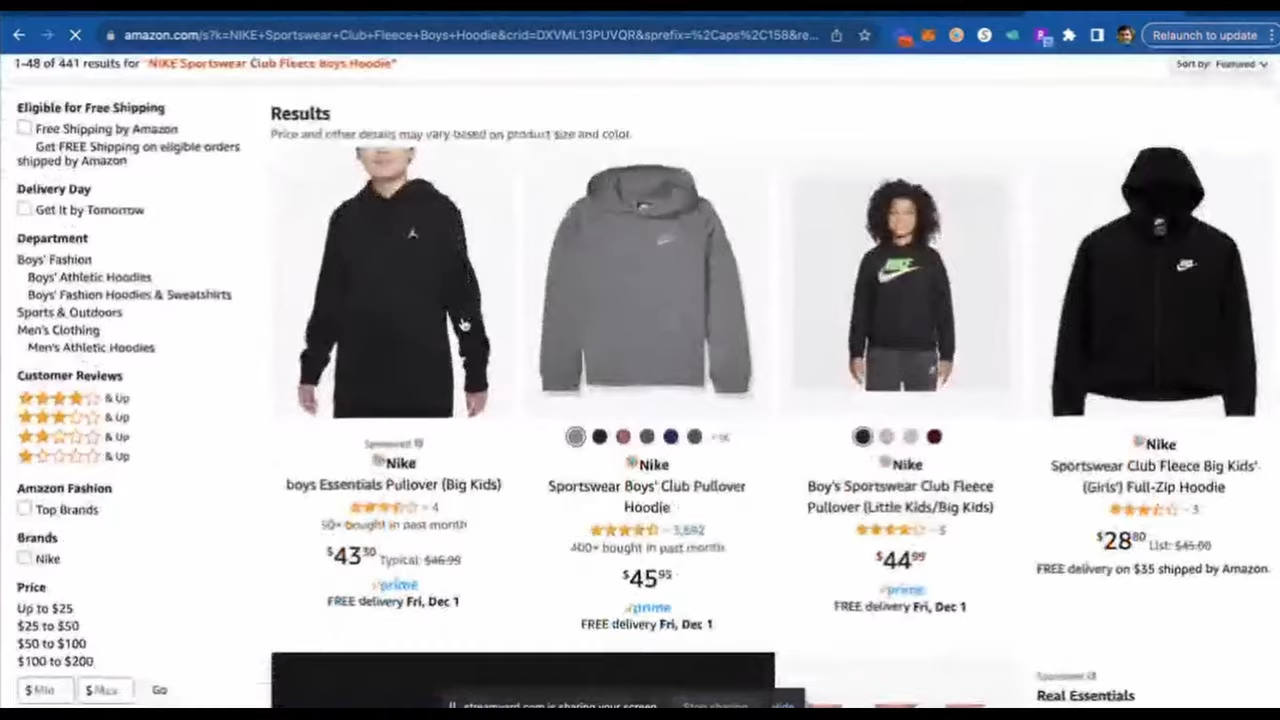 amazon.com/s?k=NIKE+Sportswear+Club+Fleece+Boys+Hoodie&crid=DXVML13PUVQR&sprefix=%2Caps%2C158&re...
Relaunch to update
1-48 of 441 results for "NIKE Sportswear Club Fleece Boys Hoodie"
Sort by: Featured
Eligible for Free Shipping
Free Shipping by Amazon
Get FREE Shipping on eligible orders
shipped by Amazon
Delivery Day
Get It by Tomorrow
Department
Boys' Fashion
Boys' Athletic Hoodies
Boys' Fashion Hoodies & Sweatshirts
Sports & Outdoors
Men's Clothing
Men's Athletic Hoodies
Customer Reviews
& Up
& Up
& Up
& Up
Amazon Fashion
Top Brands
Brands
Nike
Price
Up to $25
$25 to $50
$50 to $100
$100 to $200
$ Min $ Max Go
Results
Price and other details may vary based on product size and color.
Sponsored
Nike
boys Essentials Pullover (Big Kids)
4
50+ bought in past month
$43 50 Typical: $46.99
prime
FREE delivery Fri, Dec 1
Nike
Sportswear Boys' Club Pullover
Hoodie
400+ bought in past month
$45 95
prime
FREE delivery Fri, Dec 1
NIKE
Nike
Boy's Sportswear Club Fleece
Pullover (Little Kids/Big Kids)
5
$44 99
prime
FREE delivery Fri, Dec 1
Nike
Sportswear Club Fleece Big Kids'
(Girls') Full-Zip Hoodie
3
$28 80 List: $45.00
FREE delivery on $35 shipped by Amazon.
Sponsored
Real Essentials
streamyard.com is sharing your screen. Stop sharing Hide